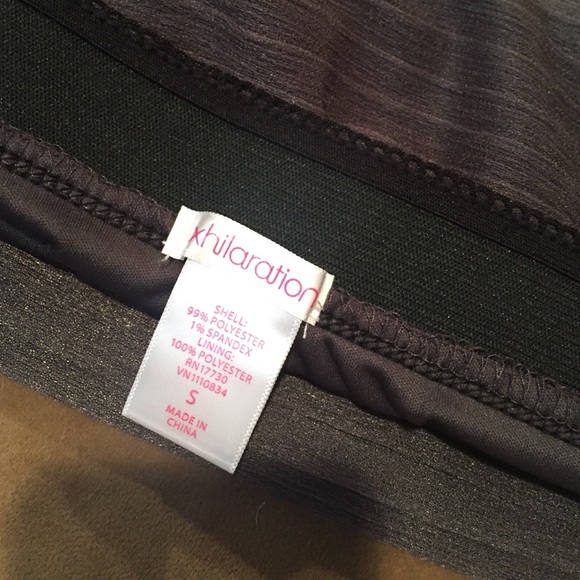 xhilaration
SHELL:
99% POLYESTER
1% SPANDEX
LINING:
100% POLYESTER
RN17730
VN1110834
S
MADE IN
CHINA